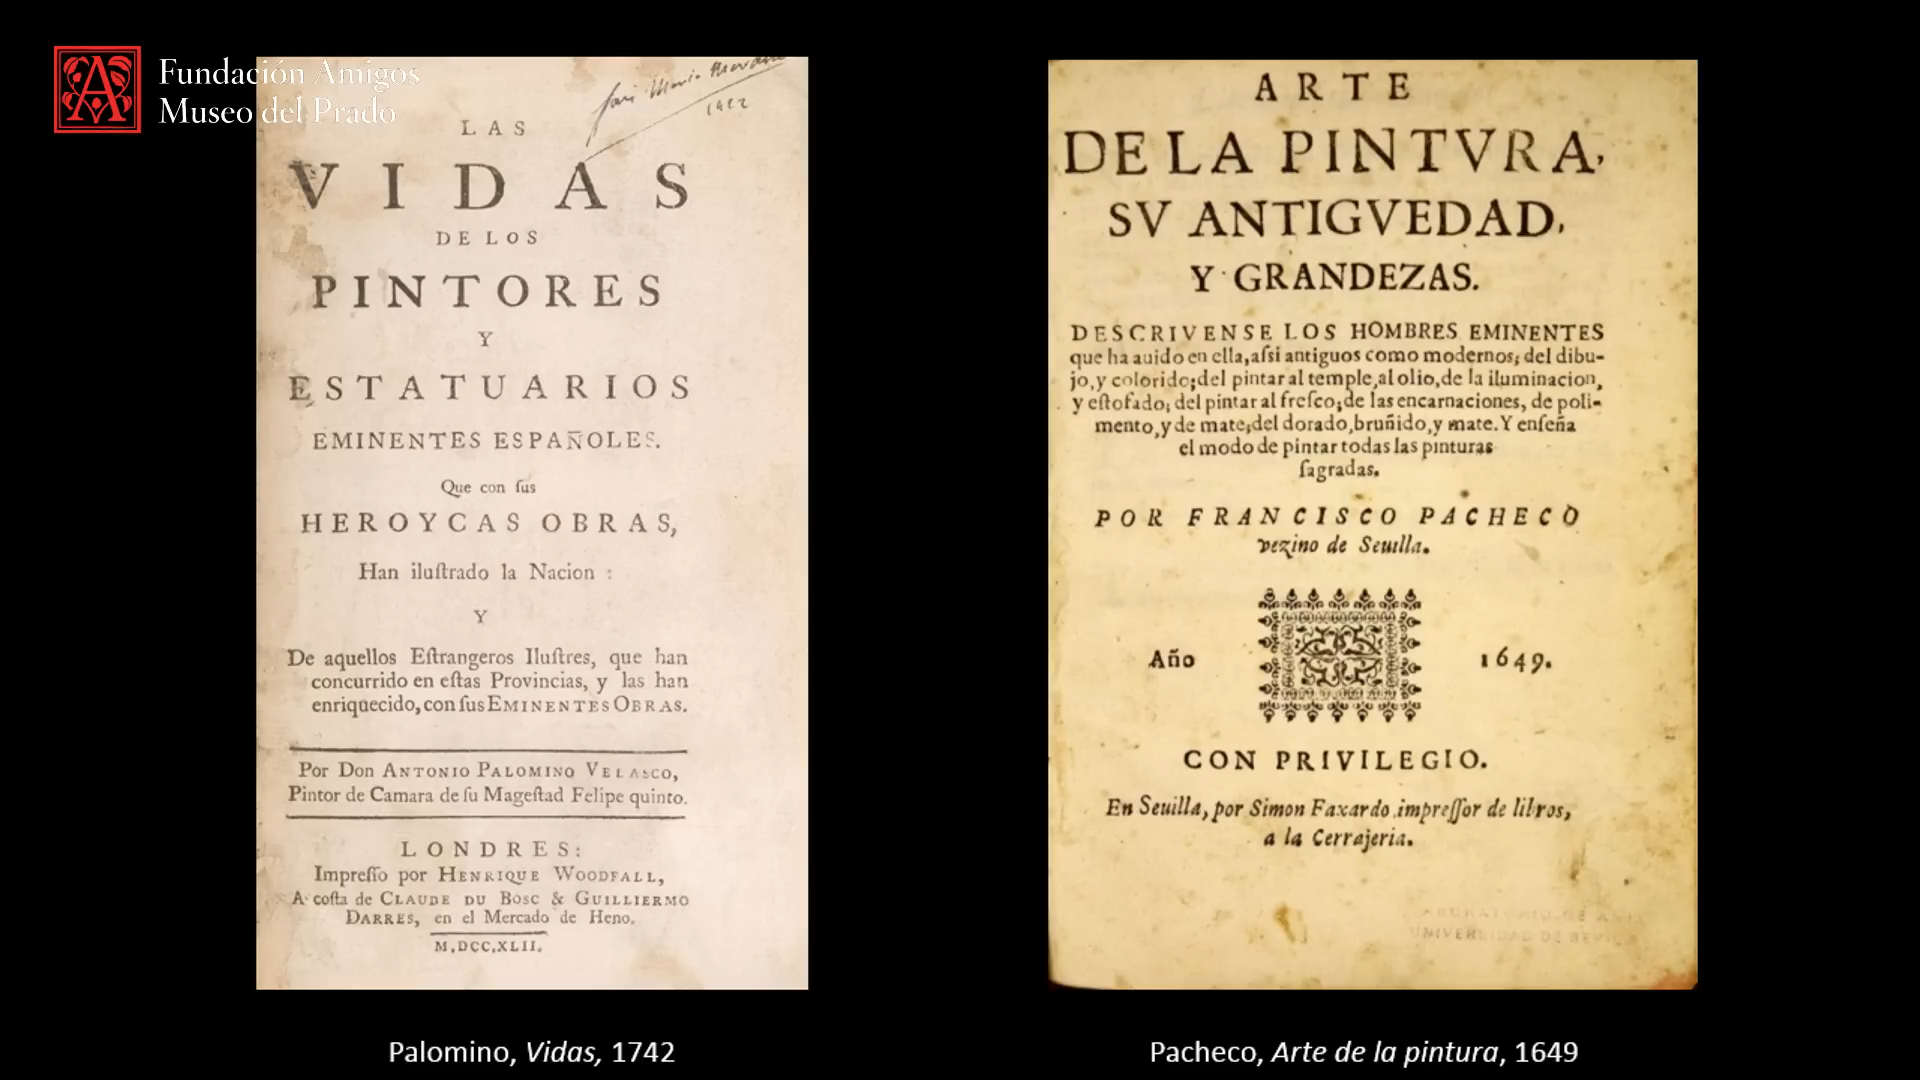 Fundación Amigos
Museo del Prado
1922
LAS
VIDAS
DE LOS
PINTORES
Y
ESTATUARIOS
EMINENTES ESPAÑOLES.
Que con ſus
HEROYCAS OBRAS,
Han iluſtrado la Nacion :
Y
De aquellos Eſtrangeros Iluſtres, que han
concurrido en eſtas Provincias, y las han
enriquecido, con ſus EMINENTES OBRAS.
Por Don ANTONIO PALOMINO VELASCO,
Pintor de Camara de ſu Mageſtad Felipe quinto.
LONDRES:
Impreſſo por HENRIQUE WOODFALL,
A coſta de CLAUDE DU BOSC & GUILLIERMO
DARRES, en el Mercado de Heno.
M,DCC,XLII.
Palomino, Vidas, 1742
ARTE
DE LA PINTVRA,
SV ANTIGVEDAD,
Y GRANDEZAS.
DESCRIVENSE LOS HOMBRES EMINENTES
que ha auido en ella, aſsi antiguos como modernos; del dibu-
jo, y colorido; del pintar al temple, al olio, de la iluminacion,
y eſtofado; del pintar al freſco; de las encarnaciones, de poli-
mento, y de mate; del dorado, bruñido, y mate. Y enſeña
el modo de pintar todas las pinturas
ſagradas.
POR FRANCISCO PACHECO
vezino de Seuilla.
Año 1649.
CON PRIVILEGIO.
En Seuilla, por Simon Faxardo, impreſſor de libros,
a la Cerrajeria.
LABORATORIO DE ARTE
UNIVERSIDAD DE SEVILLA
Pacheco, Arte de la pintura, 1649